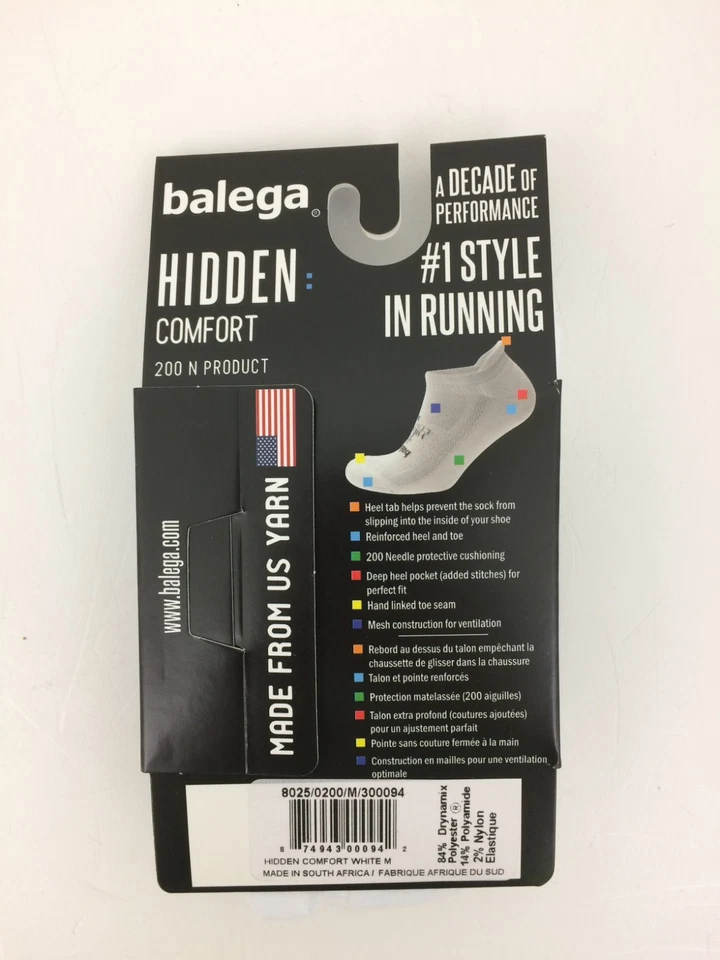 balega®
HIDDEN:
COMFORT
200 N PRODUCT
A DECADE OF
PERFORMANCE
#1 STYLE
IN RUNNING
www.balega.com
MADE FROM US YARN
Heel tab helps prevent the sock from
slipping into the inside of your shoe
Reinforced heel and toe
200 Needle protective cushioning
Deep heel pocket (added stitches) for
perfect fit
Hand linked toe seam
Mesh construction for ventilation
Rebord au dessus du talon empêchant la
chaussette de glisser dans la chaussure
Talon et pointe renforcés
Protection matelassée (200 aiguilles)
Talon extra profond (coutures ajoutées)
pour un ajustement parfait
Pointe sans couture fermée à la main
Construction en mailles pour une ventilation
optimale
8025/0200/M/300094
8 74943 00094 2
HIDDEN COMFORT WHITE M
MADE IN SOUTH AFRICA / FABRIQUE AFRIQUE DU SUD
84% Drynamix
Polyester ®
14% Polyamide
2% Nylon
Elastique